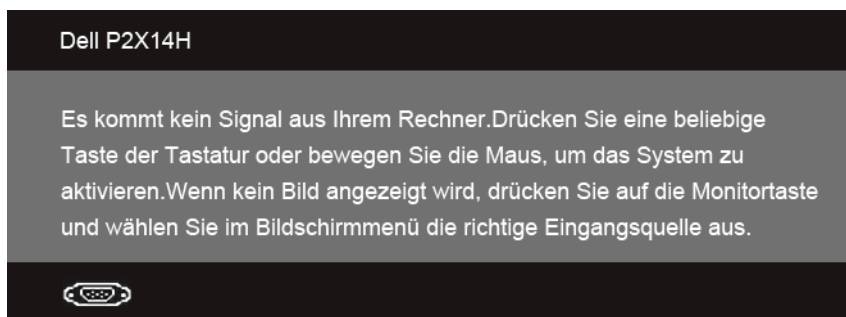 Dell P2X14H
Es kommt kein Signal aus Ihrem Rechner.Drücken Sie eine beliebige
Taste der Tastatur oder bewegen Sie die Maus, um das System zu
aktivieren.Wenn kein Bild angezeigt wird, drücken Sie auf die Monitortaste
und wählen Sie im Bildschirmmenü die richtige Eingangsquelle aus.